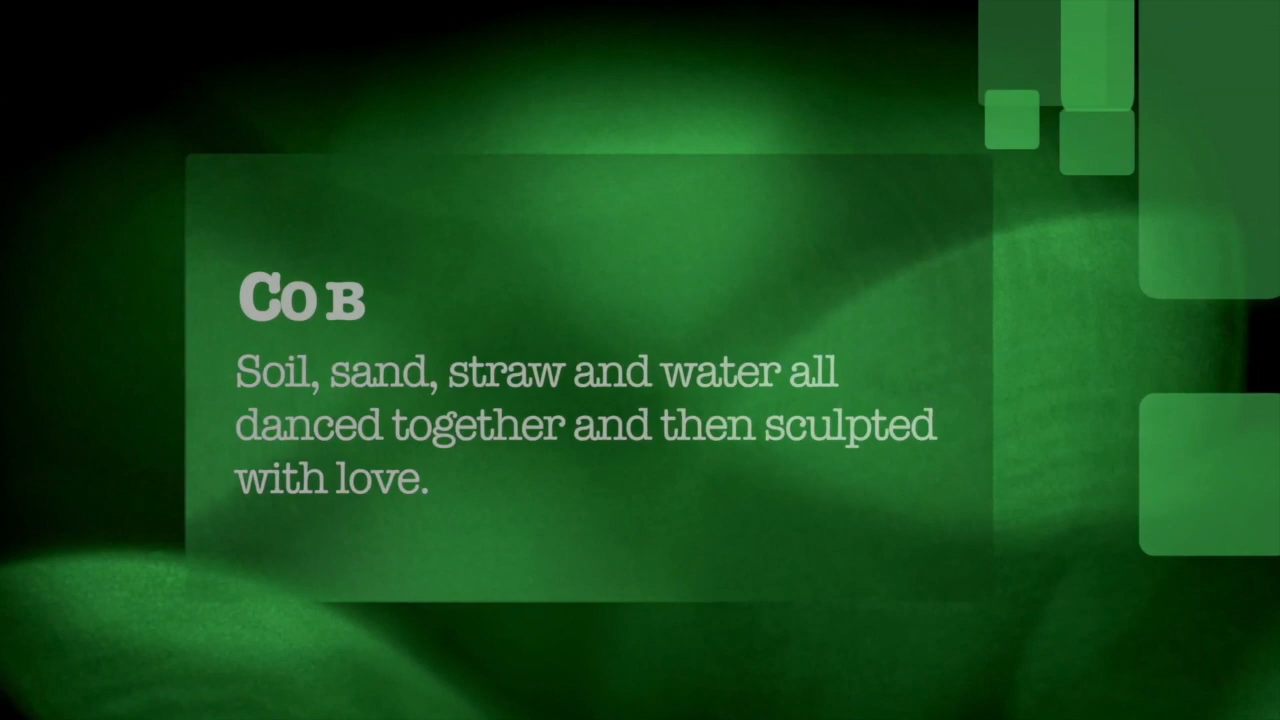 Cob
Soil, sand, straw and water all
danced together and then sculpted
with love.